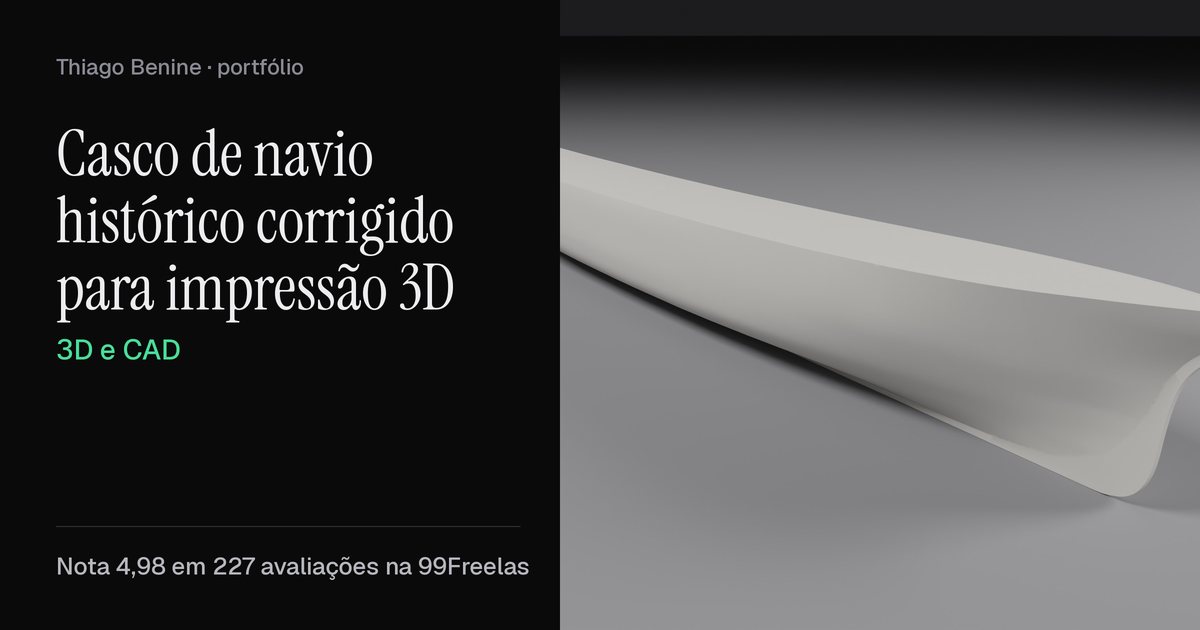 Thiago Benine · portfólio
Casco de navio
histórico corrigido
para impressão 3D
3D e CAD
Nota 4,98 em 227 avaliações na 99Freelas